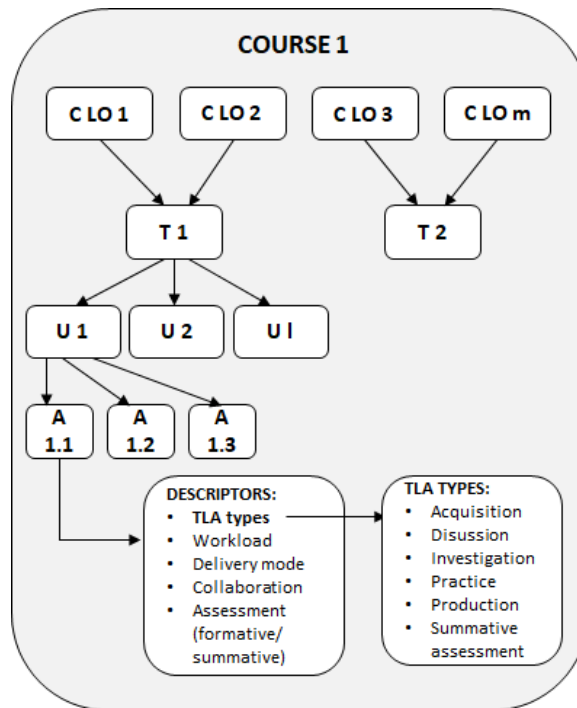 COURSE 1
C LO 1
C LO 2
C LO 3
C LO m
T 1
T 2
U 1
U 2
U l
A
1.1
A
1.2
A
1.3
DESCRIPTORS:
• TLA types
• Workload
• Delivery mode
• Collaboration
• Assessment
(formative/
summative)
TLA TYPES:
• Acquisition
• Disussion
• Investigation
• Practice
• Production
• Summative
assessment